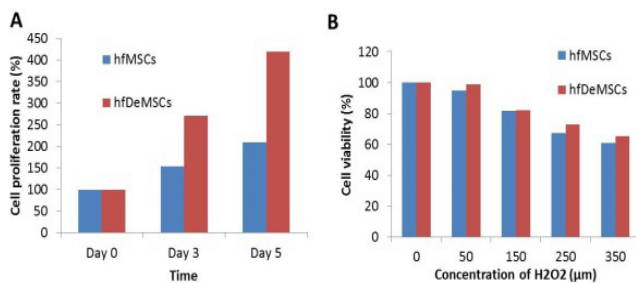 A
Cell proliferation rate (%)
450
400
350
300
250
200
150
100
50
0
hfMSCs
hfDeMSCs
Day 0 Day 3 Day 5
Time
B
Cell viability (%)
120
100
80
60
40
20
0
hfMSCs
hfDeMSCs
0 50 150 250 350
Concentration of H2O2 (μm)